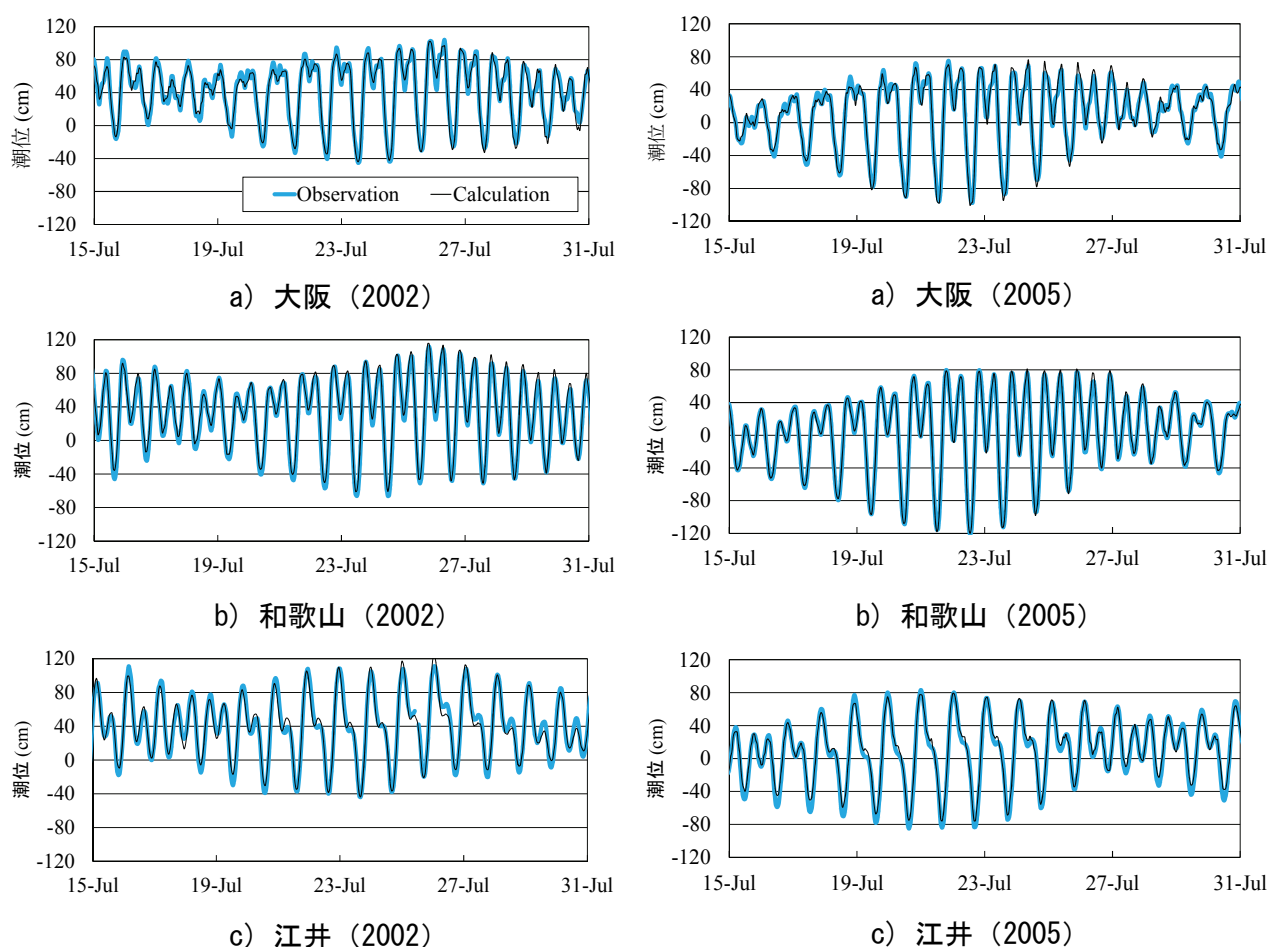 120
80
40
0
-40
-80
-120
潮位 (cm)
Observation
Calculation
15-Jul
19-Jul
23-Jul
27-Jul
31-Jul
a) 大阪 (2002)
120
80
40
0
-40
-80
-120
潮位 (cm)
15-Jul
19-Jul
23-Jul
27-Jul
31-Jul
a) 大阪 (2005)
120
80
40
0
-40
-80
-120
潮位 (cm)
15-Jul
19-Jul
23-Jul
27-Jul
31-Jul
b) 和歌山 (2002)
120
80
40
0
-40
-80
-120
潮位 (cm)
15-Jul
19-Jul
23-Jul
27-Jul
31-Jul
b) 和歌山 (2005)
120
80
40
0
-40
-80
-120
潮位 (cm)
15-Jul
19-Jul
23-Jul
27-Jul
31-Jul
c) 江井 (2002)
120
80
40
0
-40
-80
-120
潮位 (cm)
15-Jul
19-Jul
23-Jul
27-Jul
31-Jul
c) 江井 (2005)